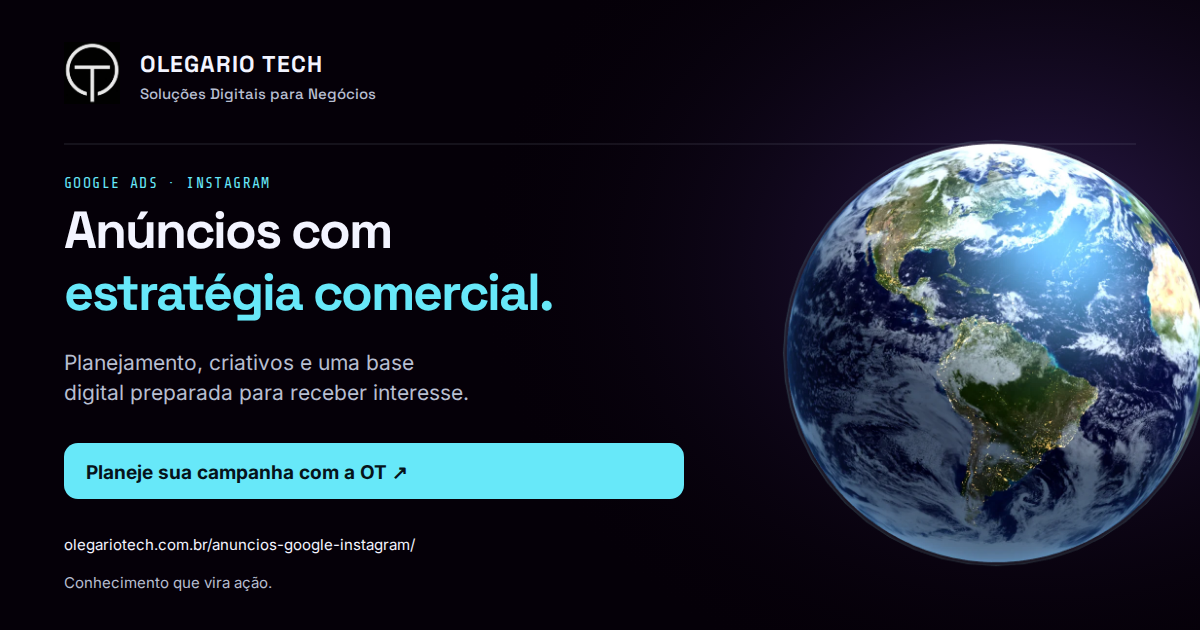 OLEGARIO TECH
Soluções Digitais para Negócios
GOOGLE ADS · INSTAGRAM
Anúncios com
estratégia comercial.
Planejamento, criativos e uma base
digital preparada para receber interesse.
Planeje sua campanha com a OT ↗
olegariotech.com.br/anuncios-google-instagram/
Conhecimento que vira ação.